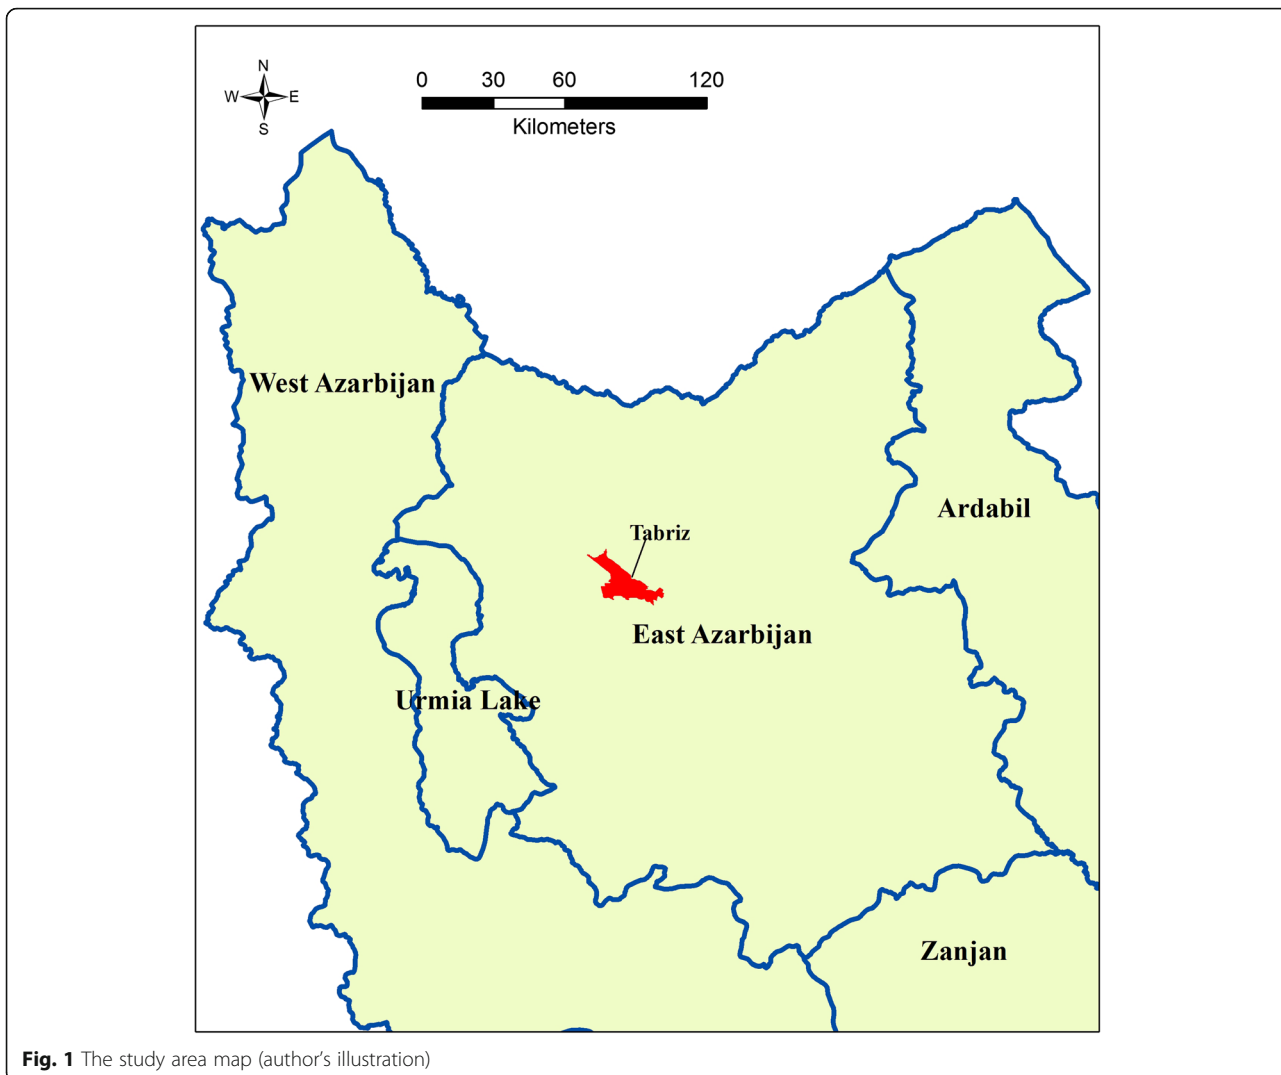 N
W E
S
0 30 60 120
Kilometers
West Azarbijan
Ardabil
Tabriz
East Azarbijan
Urmia Lake
Zanjan
Fig. 1 The study area map (author's illustration)